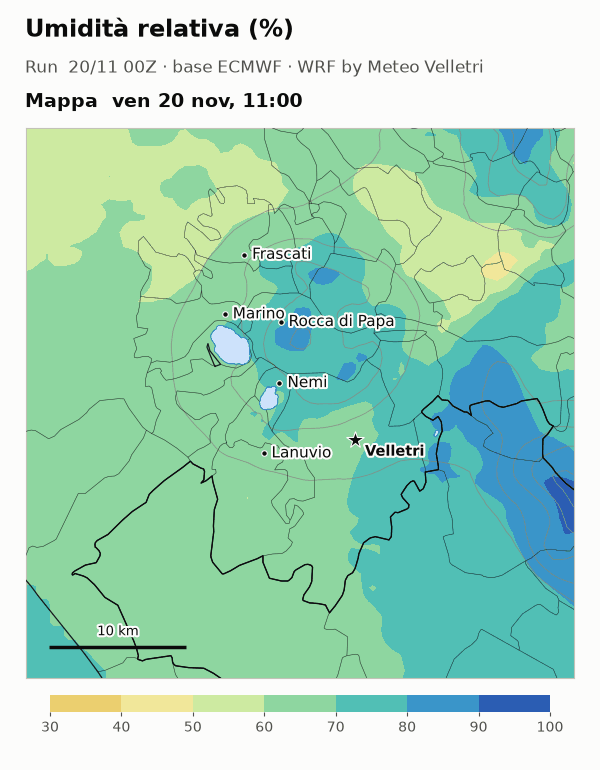 Umidità relativa (%)
Run  20/11 00Z · base ECMWF · WRF by Meteo Velletri
Mappa  ven 20 nov, 11:00
Frascati
Marino
Rocca di Papa
Nemi
Velletri
Lanuvio
10 km
30 40 50 60 70 80 90 100